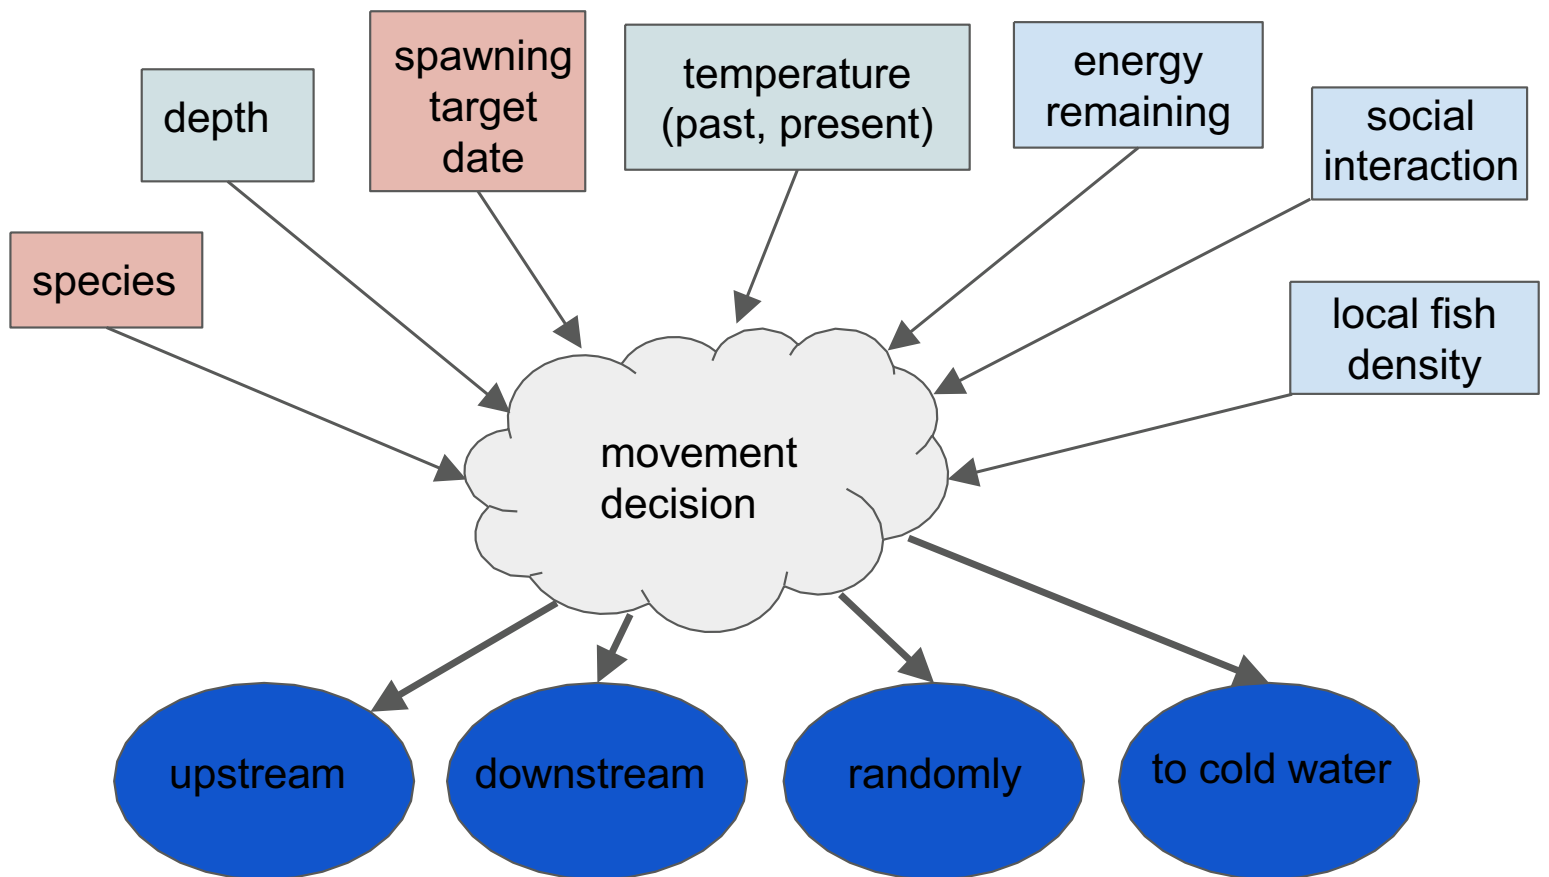 species
depth
spawning
target
date
temperature
(past, present)
energy
remaining
social
interaction
local fish
density
movement
decision
upstream
downstream
randomly
to cold water